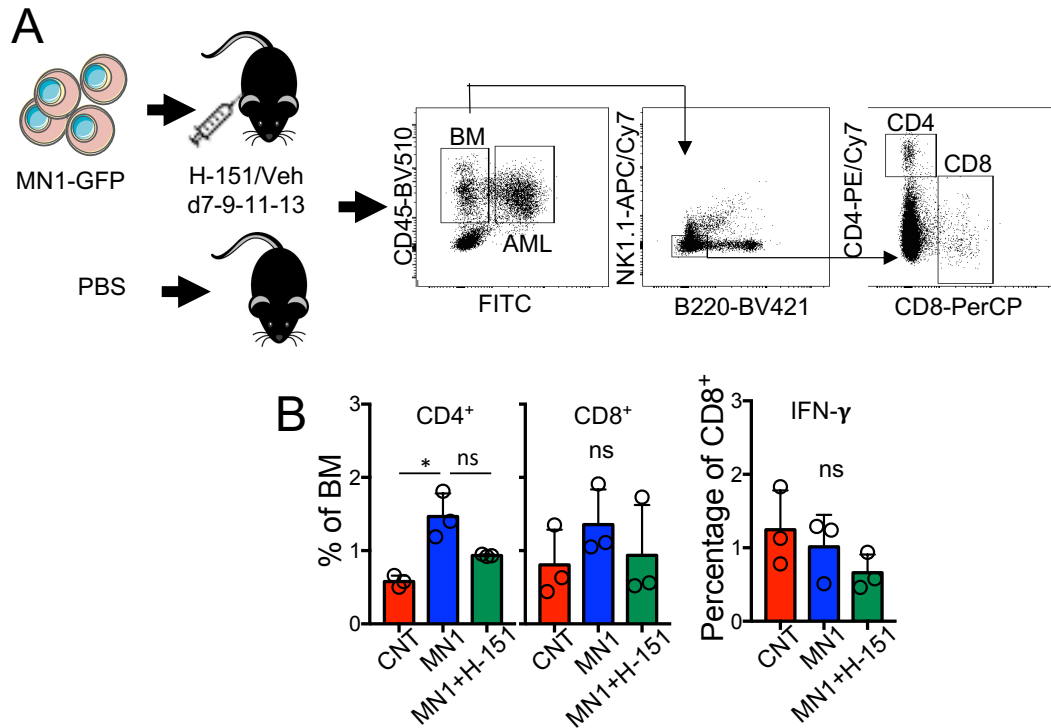 A
MN1-GFP
H-151/Veh
d7-9-11-13
PBS
CD45-BV510
BM
AML
FITC
NK1.1-APC/Cy7
B220-BV421
CD4-PE/Cy7
CD4
CD8
CD8-PerCP
B
% of BM
3
2
1
0
CD4⁺
*
ns
CNT
MN1
MN1+H-151
CD8⁺
ns
CNT
MN1
MN1+H-151
Percentage of CD8⁺
3
2
1
0
IFN-γ
ns
CNT
MN1
MN1+H-151